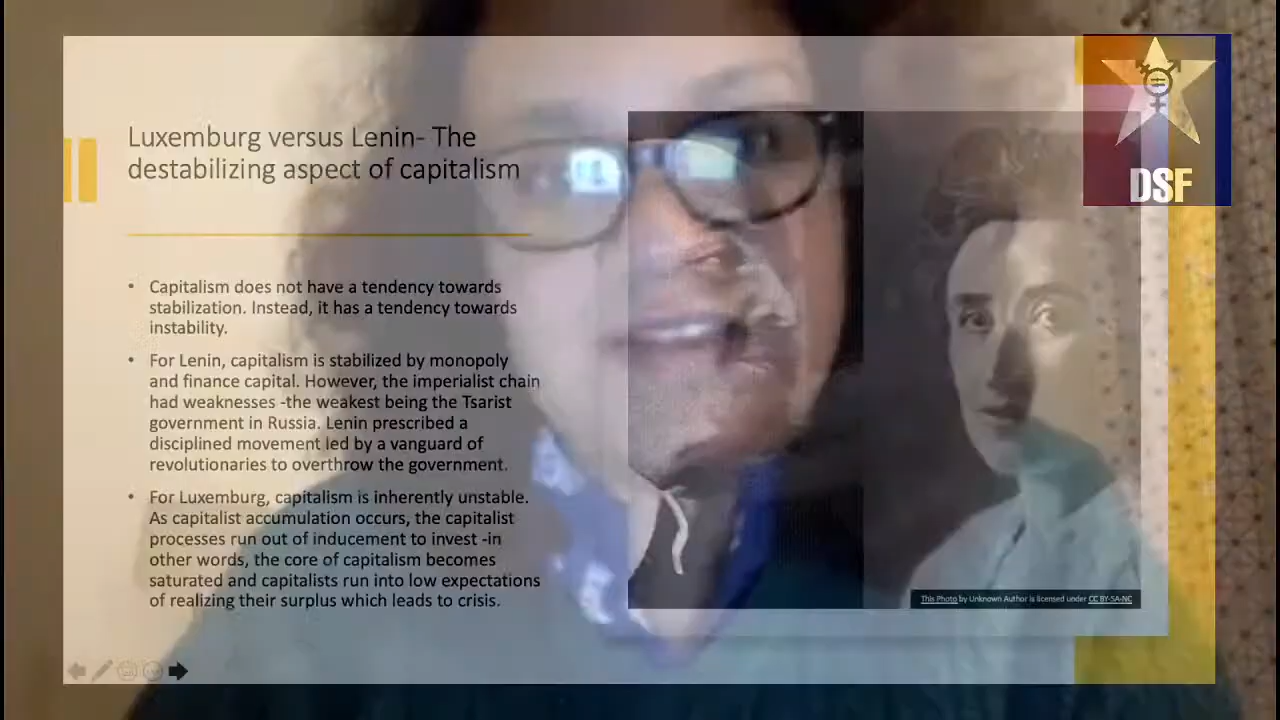 Luxemburg versus Lenin- The
destabilizing aspect of capitalism
• Capitalism does not have a tendency towards
stabilization. Instead, it has a tendency towards
instability.
• For Lenin, capitalism is stabilized by monopoly
and finance capital. However, the imperialist chain
had weaknesses -the weakest being the Tsarist
government in Russia. Lenin prescribed a
disciplined movement led by a vanguard of
revolutionaries to overthrow the government.
• For Luxemburg, capitalism is inherently unstable.
As capitalist accumulation occurs, the capitalist
processes run out of inducement to invest -in
other words, the core of capitalism becomes
saturated and capitalists run into low expectations
of realizing their surplus which leads to crisis.
DSF
This Photo by Unknown Author is licensed under CC BY-SA-NC